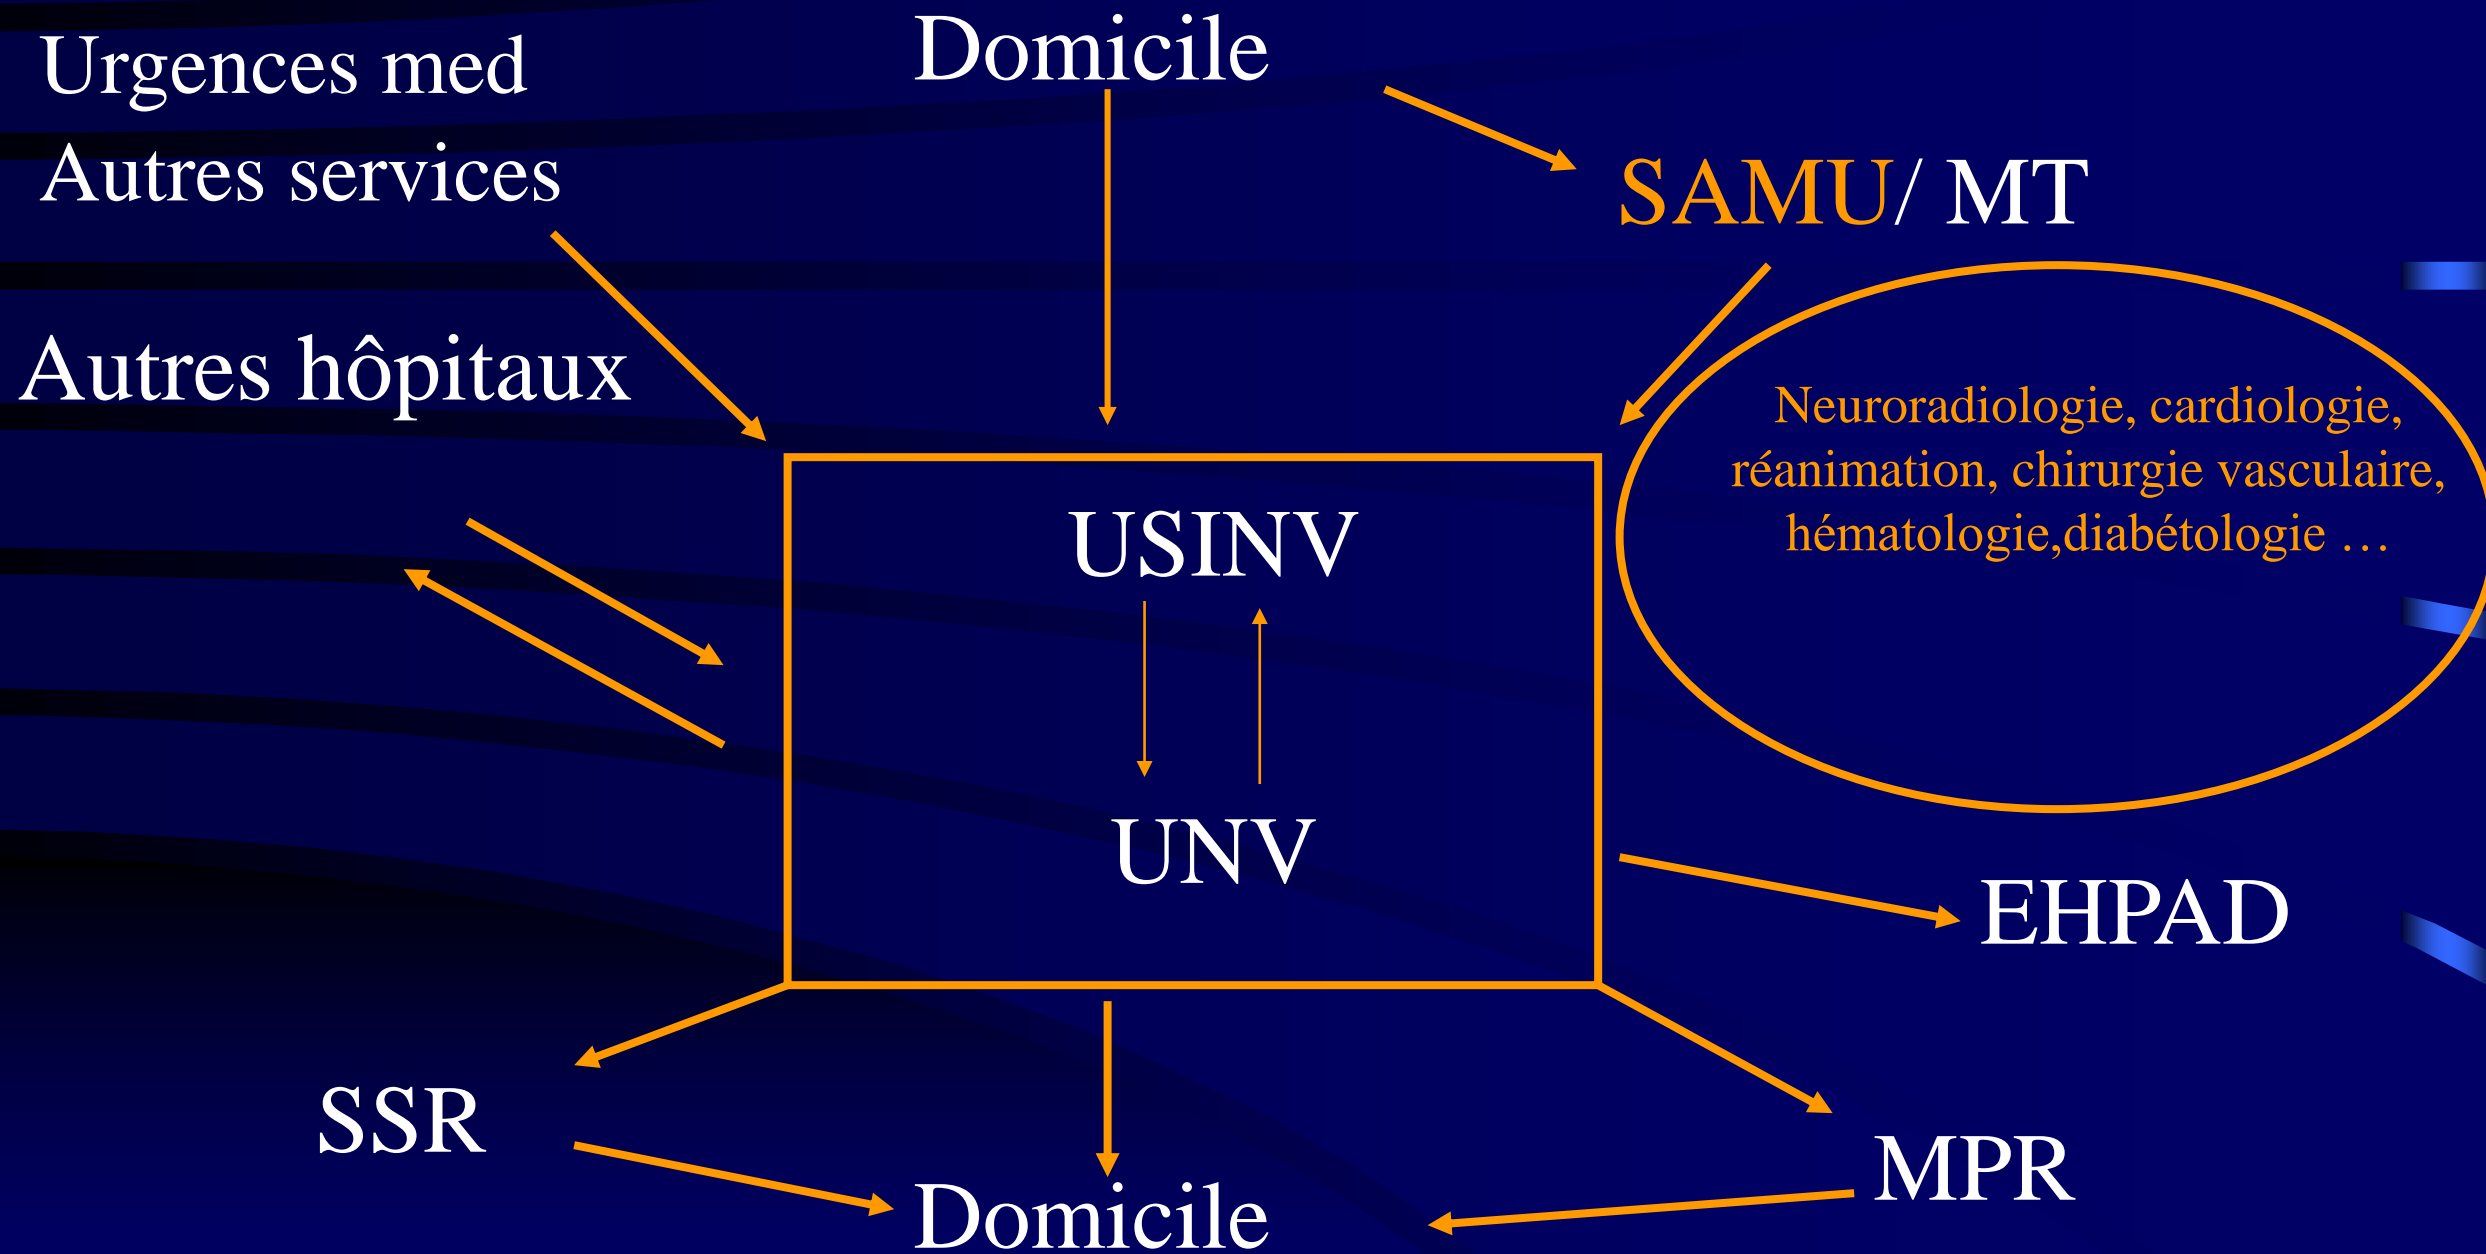 Urgences med
Autres services
Domicile
SAMU/ MT
Autres hôpitaux
Neuroradiologie, cardiologie,
réanimation, chirurgie vasculaire,
hématologie,diabétologie …
USINV
UNV
EHPAD
SSR
MPR
Domicile